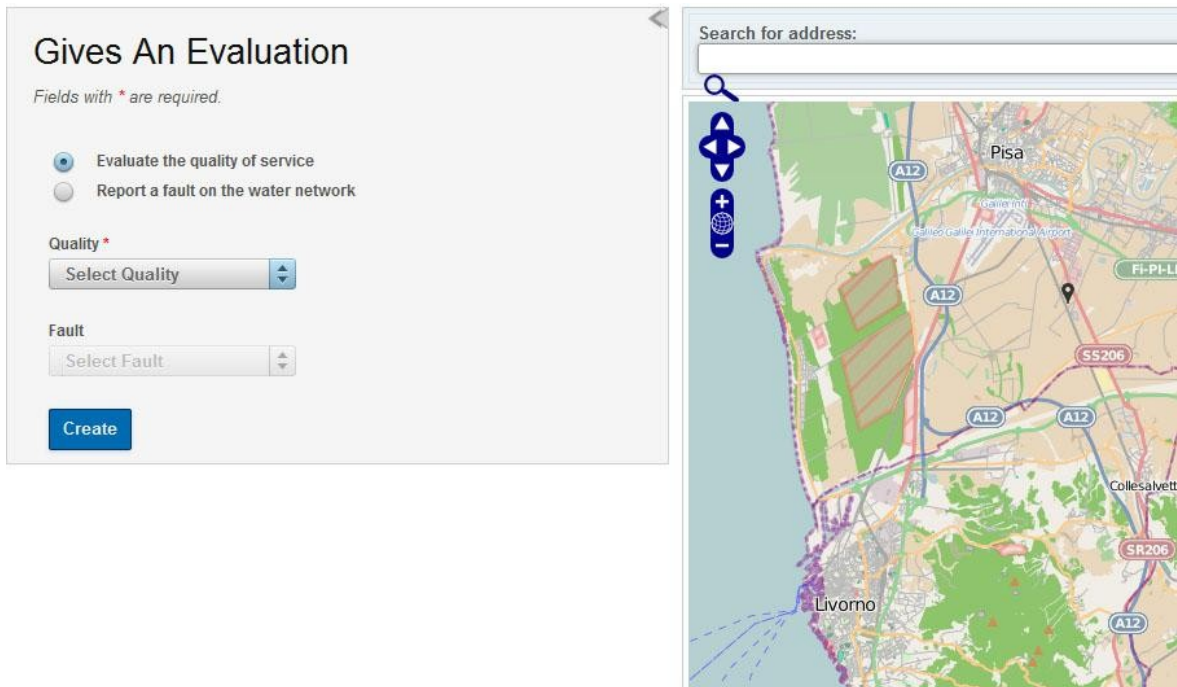 Gives An Evaluation
Fields with * are required.
Evaluate the quality of service
Report a fault on the water network
Quality *
Select Quality
Fault
Select Fault
Create
Search for address:
Pisa
A12
Galilei Int.
Galileo Galilei International Airport
Fi-PI-LI
A12
SS206
A12
A12
Collesalvett
SR206
Livorno
A12